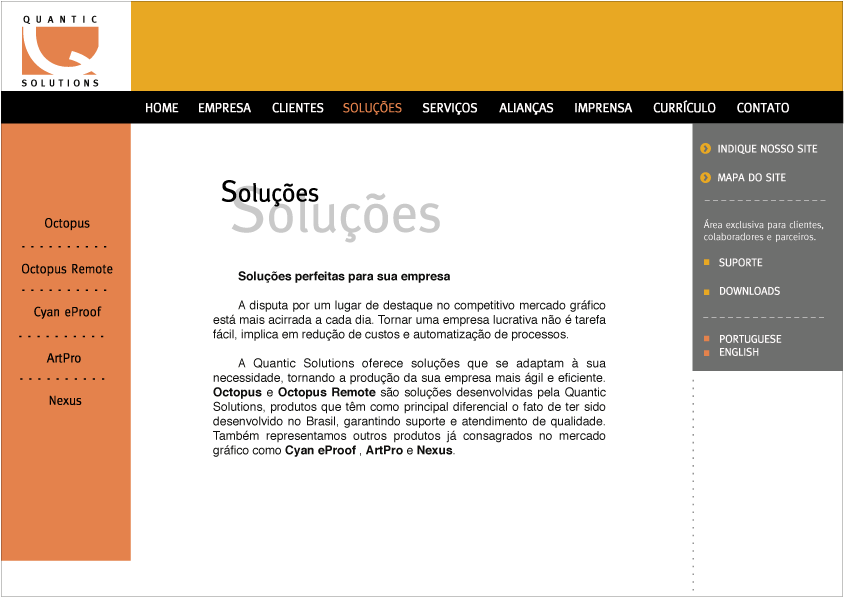 QUANTIC
SOLUTIONS
HOME EMPRESA CLIENTES SOLUÇÕES SERVIÇOS ALIANÇAS IMPRENSA CURRÍCULO CONTATO
Octopus
Octopus Remote
Cyan eProof
ArtPro
Nexus
Soluções
Soluções
Soluções perfeitas para sua empresa
A disputa por um lugar de destaque no competitivo mercado gráfico
está mais acirrada a cada dia. Tornar uma empresa lucrativa não é tarefa
fácil, implica em redução de custos e automatização de processos.
A Quantic Solutions oferece soluções que se adaptam à sua
necessidade, tornando a produção da sua empresa mais ágil e eficiente.
Octopus e Octopus Remote são soluções desenvolvidas pela Quantic
Solutions, produtos que têm como principal diferencial o fato de ter sido
desenvolvido no Brasil, garantindo suporte e atendimento de qualidade.
Também representamos outros produtos já consagrados no mercado
gráfico como Cyan eProof , ArtPro e Nexus.
INDIQUE NOSSO SITE
MAPA DO SITE
Área exclusiva para clientes,
colaboradores e parceiros.
SUPORTE
DOWNLOADS
PORTUGUESE
ENGLISH